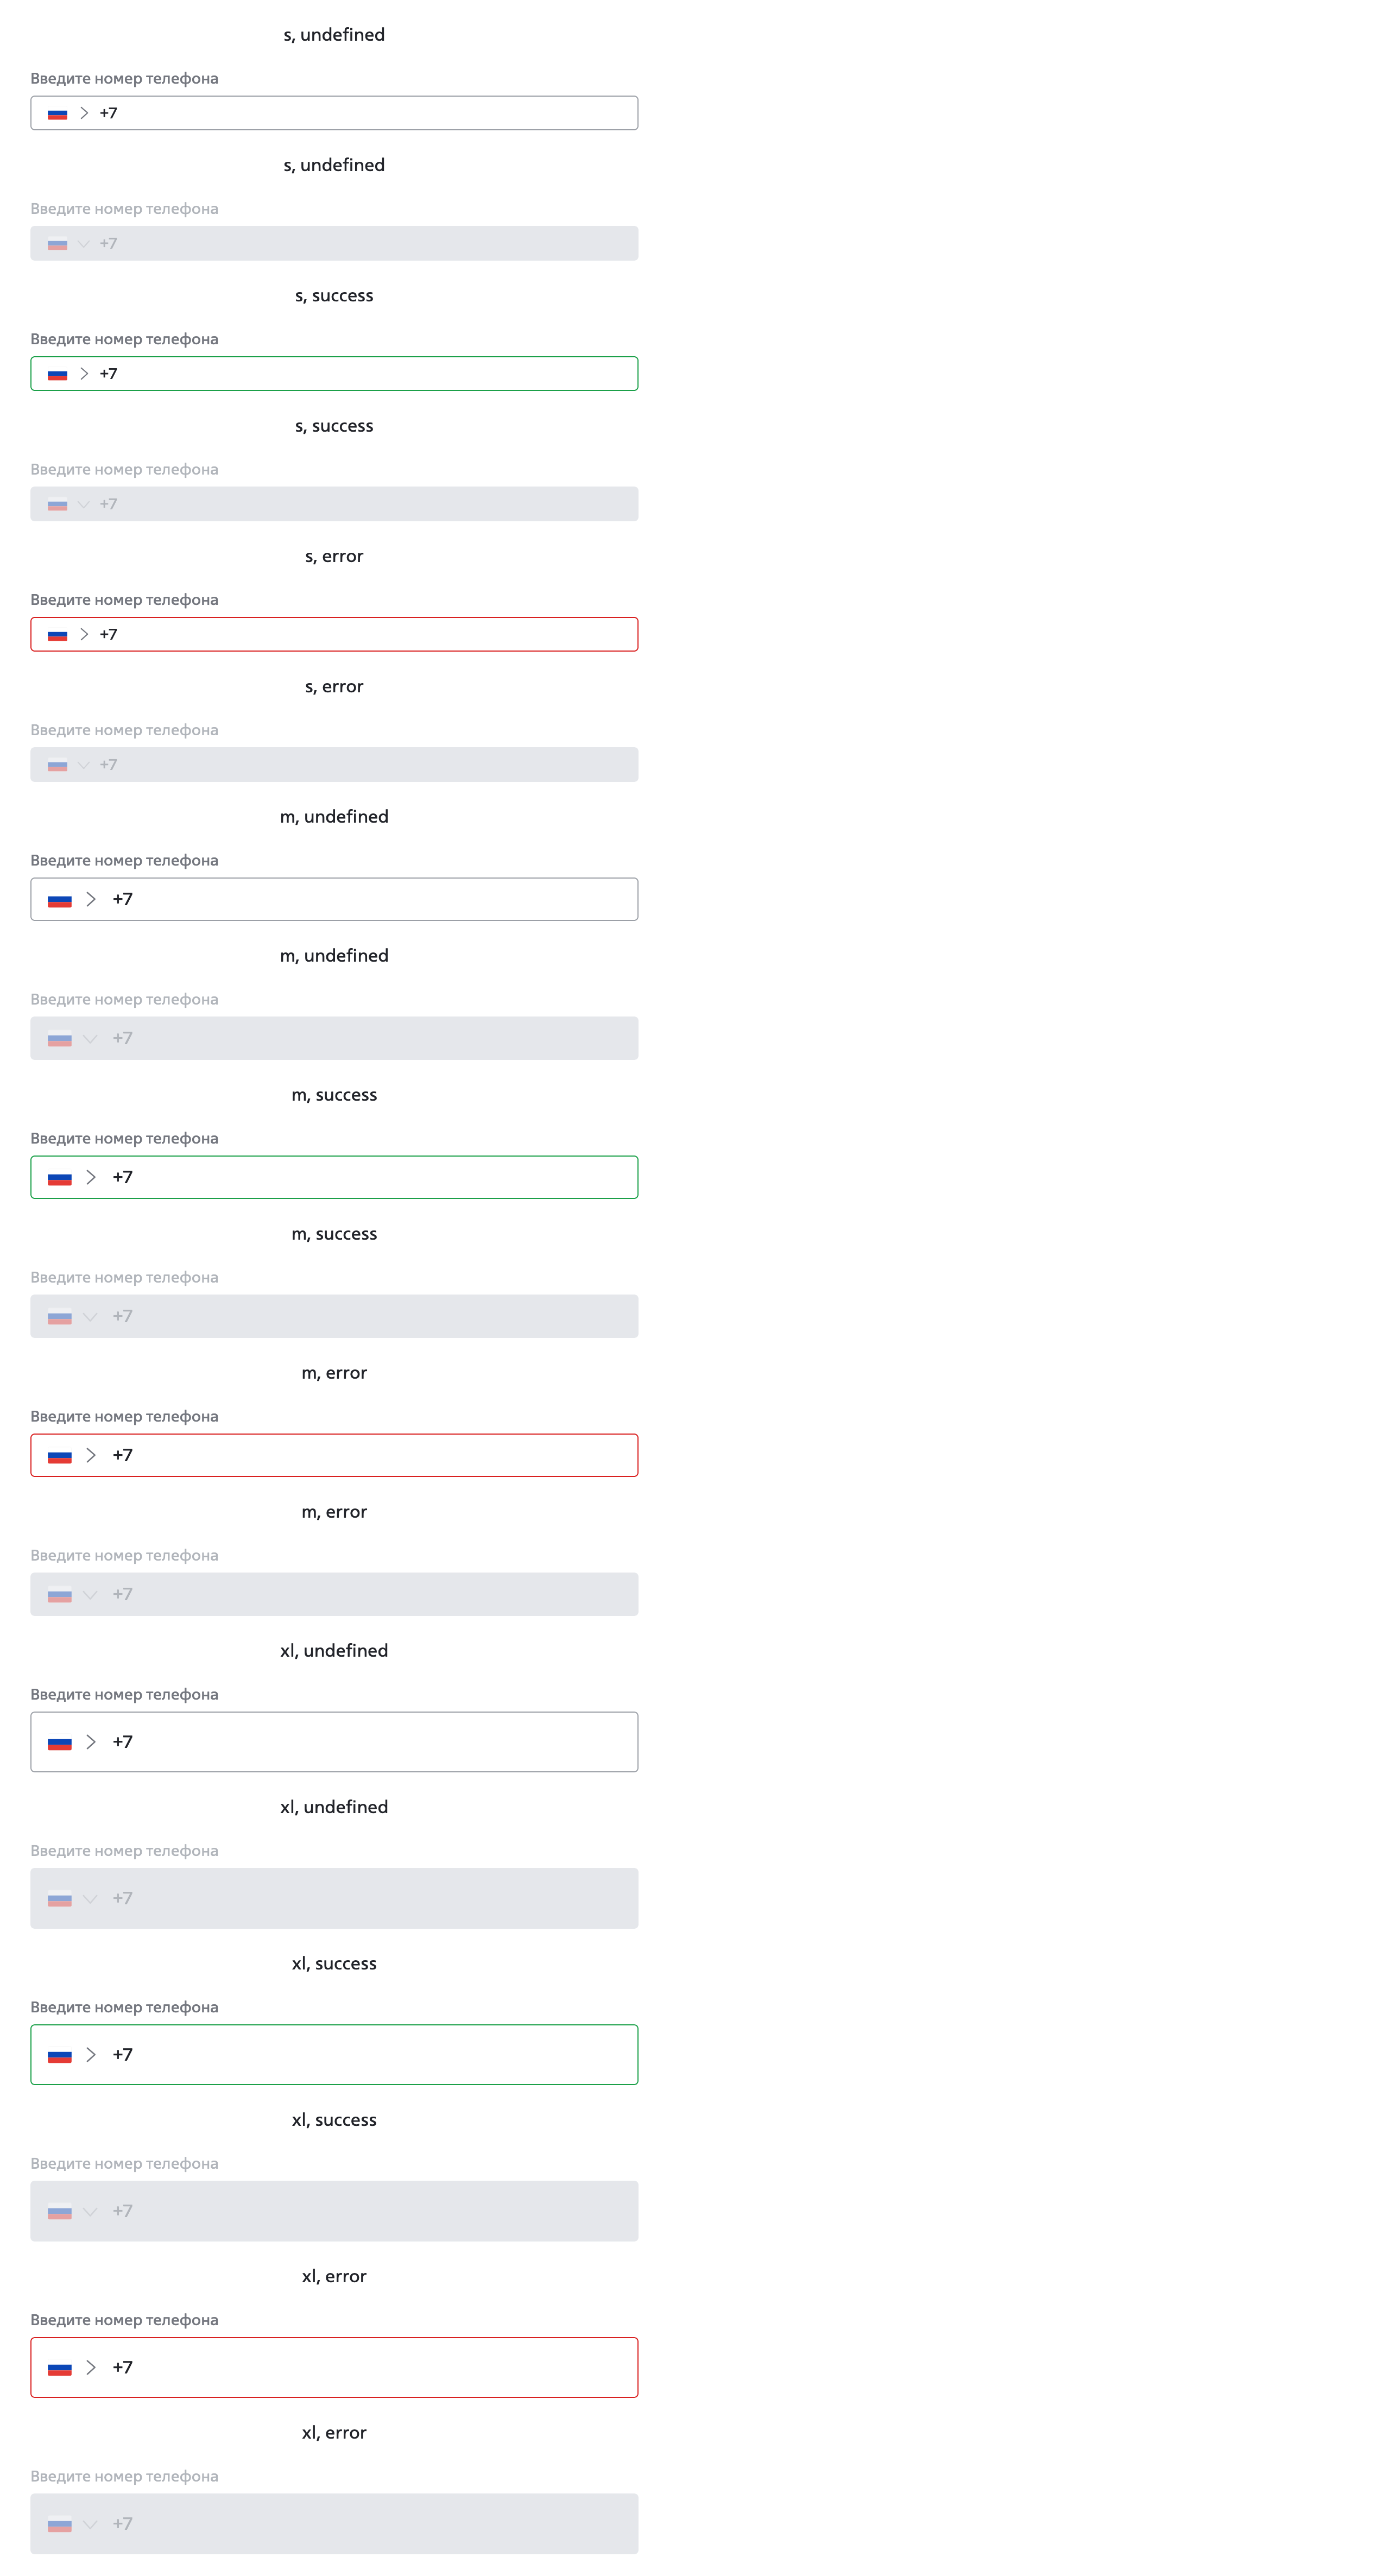 s, undefined
Введите номер телефона
+7
s, undefined
Введите номер телефона
+7
s, success
Введите номер телефона
+7
s, success
Введите номер телефона
+7
s, error
Введите номер телефона
+7
s, error
Введите номер телефона
+7
m, undefined
Введите номер телефона
+7
m, undefined
Введите номер телефона
+7
m, success
Введите номер телефона
+7
m, success
Введите номер телефона
+7
m, error
Введите номер телефона
+7
m, error
Введите номер телефона
+7
xl, undefined
Введите номер телефона
+7
xl, undefined
Введите номер телефона
+7
xl, success
Введите номер телефона
+7
xl, success
Введите номер телефона
+7
xl, error
Введите номер телефона
+7
xl, error
Введите номер телефона
+7